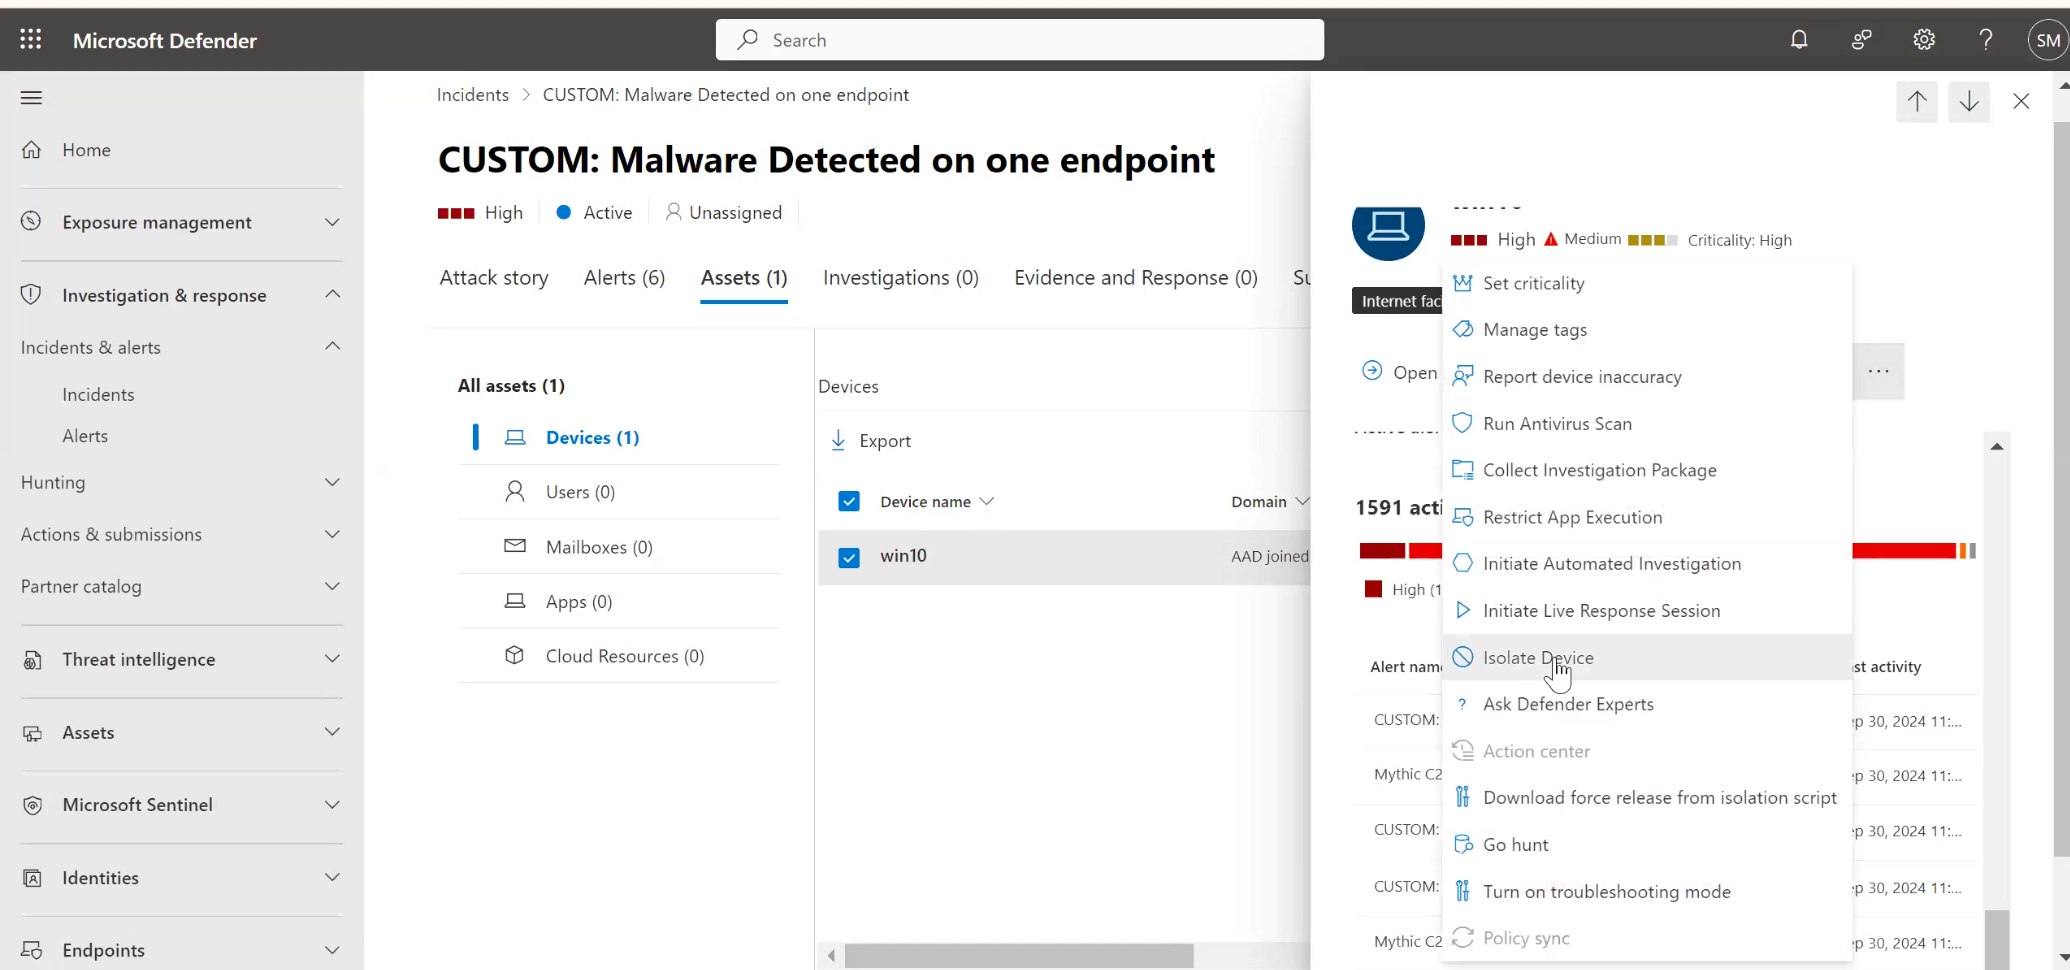 Microsoft Defender
Search
SM
Home
Exposure management
Investigation & response
Incidents & alerts
Incidents
Alerts
Hunting
Actions & submissions
Partner catalog
Threat intelligence
Assets
Microsoft Sentinel
Identities
Endpoints
Incidents > CUSTOM: Malware Detected on one endpoint
CUSTOM: Malware Detected on one endpoint
High Active Unassigned
Attack story Alerts (6) Assets (1) Investigations (0) Evidence and Response (0) Su
All assets (1)
Devices (1)
Users (0)
Mailboxes (0)
Apps (0)
Cloud Resources (0)
Devices
Export
Device name Domain
win10 AAD joined
High Medium Criticality: High
Internet faci
Open
...
1591 acti
High (1
Alert name st activity
CUSTOM: ep 30, 2024 11:...
Mythic C2 ep 30, 2024 11:...
CUSTOM: ep 30, 2024 11:...
CUSTOM: ep 30, 2024 11:...
Mythic C2 ep 30, 2024 11:...
Set criticality
Manage tags
Report device inaccuracy
Run Antivirus Scan
Collect Investigation Package
Restrict App Execution
Initiate Automated Investigation
Initiate Live Response Session
Isolate Device
Ask Defender Experts
Action center
Download force release from isolation script
Go hunt
Turn on troubleshooting mode
Policy sync